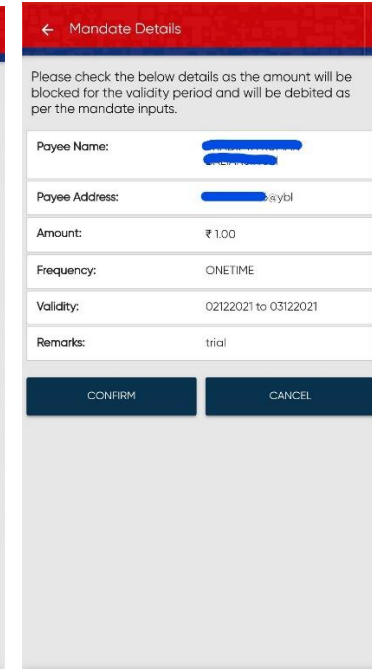 ← Mandate Details
Please check the below details as the amount will be
blocked for the validity period and will be debited as
per the mandate inputs.
Payee Name:
Payee Address: @ybl
Amount: ₹ 1.00
Frequency: ONETIME
Validity: 02122021 to 03122021
Remarks: trial
CONFIRM CANCEL